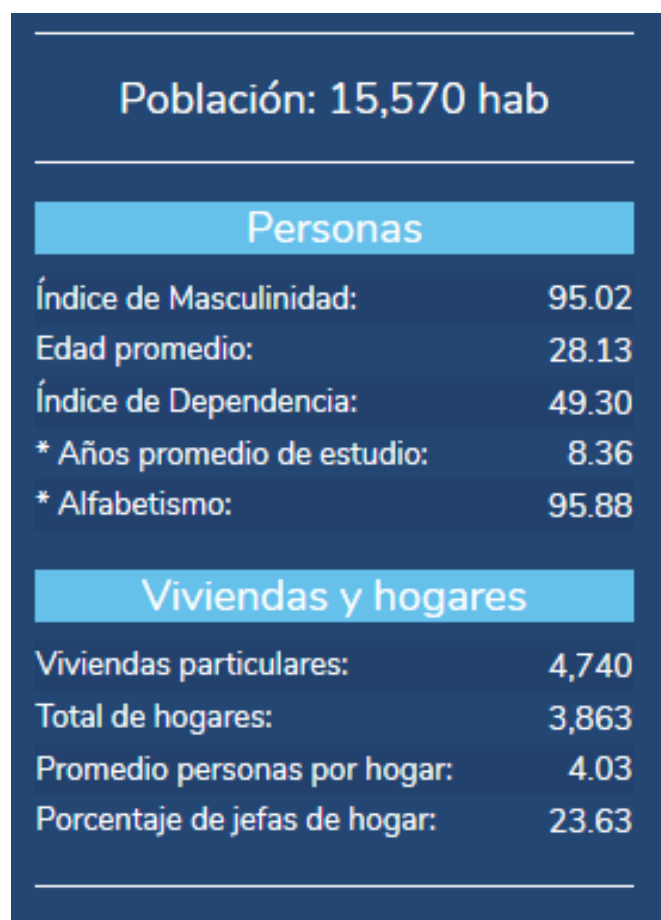 Población: 15,570 hab
Personas
Índice de Masculinidad: 95.02
Edad promedio: 28.13
Índice de Dependencia: 49.30
* Años promedio de estudio: 8.36
* Alfabetismo: 95.88
Viviendas y hogares
Viviendas particulares: 4,740
Total de hogares: 3,863
Promedio personas por hogar: 4.03
Porcentaje de jefas de hogar: 23.63